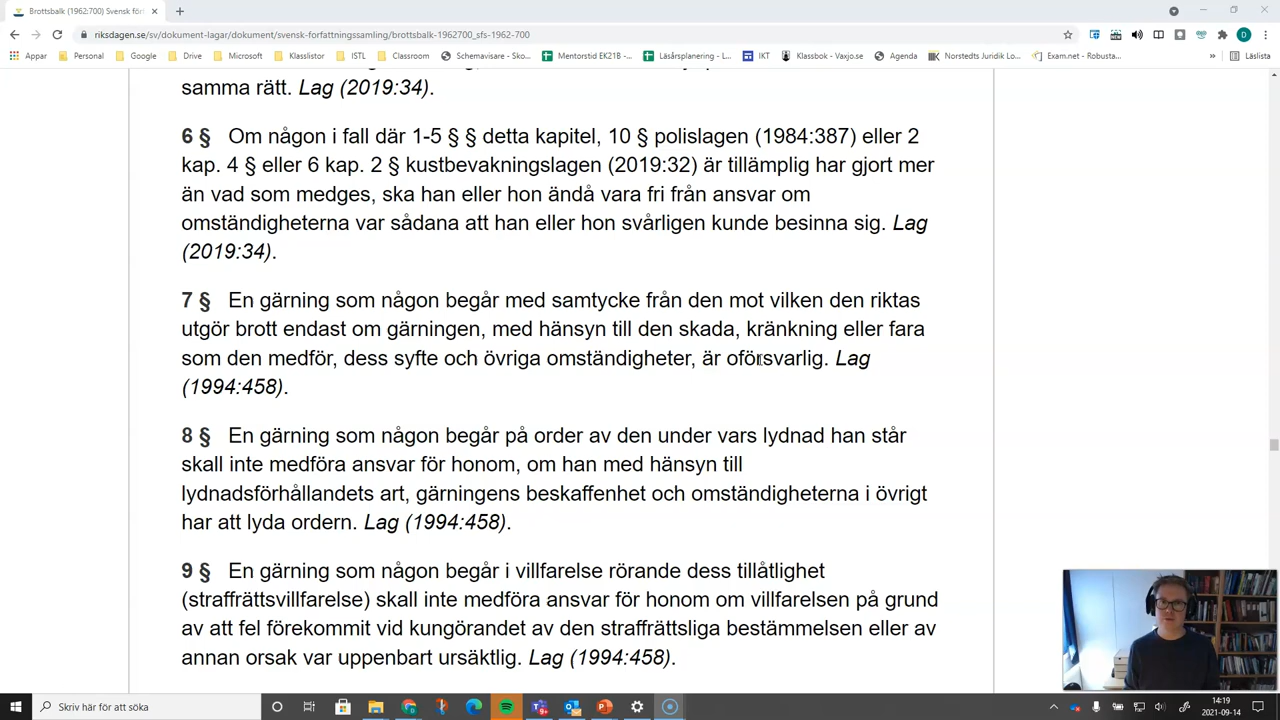 Brottsbalk (1962:700) Svensk för
riksdagen.se/sv/dokument-lagar/dokument/svensk-forfattningssamling/brottsbalk-1962700_sfs-1962-700
Appar Personal Google Drive Microsoft Klasslistor ISTL Classroom Schemavisare - Sko... Mentorstid EK21B -... Läsårsplanering - L... IKT Klassbok - Vaxjo.se Agenda Norstedts Juridik Lo... Exam.net - Robusta... » Läslista
samma rätt. Lag (2019:34).
6 § Om någon i fall där 1-5 § § detta kapitel, 10 § polislagen (1984:387) eller 2
kap. 4 § eller 6 kap. 2 § kustbevakningslagen (2019:32) är tillämplig har gjort mer
än vad som medges, ska han eller hon ändå vara fri från ansvar om
omständigheterna var sådana att han eller hon svårligen kunde besinna sig. Lag
(2019:34).
7 § En gärning som någon begår med samtycke från den mot vilken den riktas
utgör brott endast om gärningen, med hänsyn till den skada, kränkning eller fara
som den medför, dess syfte och övriga omständigheter, är oförsvarlig. Lag
(1994:458).
8 § En gärning som någon begår på order av den under vars lydnad han står
skall inte medföra ansvar för honom, om han med hänsyn till
lydnadsförhållandets art, gärningens beskaffenhet och omständigheterna i övrigt
har att lyda ordern. Lag (1994:458).
9 § En gärning som någon begår i villfarelse rörande dess tillåtlighet
(straffrättsvillfarelse) skall inte medföra ansvar för honom om villfarelsen på grund
av att fel förekommit vid kungörandet av den straffrättsliga bestämmelsen eller av
annan orsak var uppenbart ursäktlig. Lag (1994:458).
Skriv här för att söka
14:19
2021-09-14